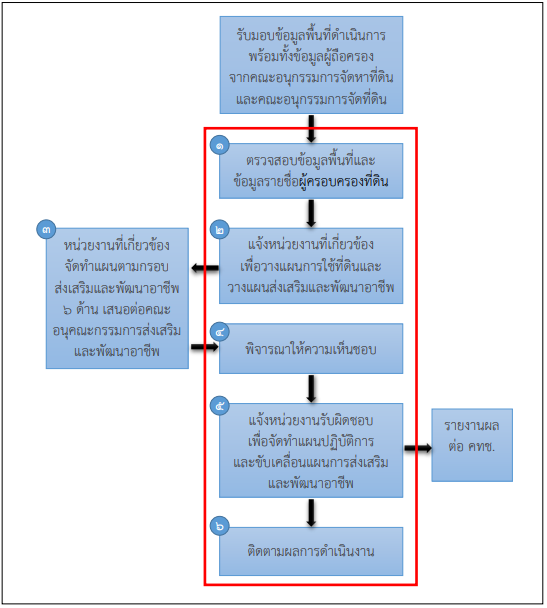 รับมอบข้อมูลพื้นที่ดำเนินการ
พร้อมทั้งข้อมูลผู้ถือครอง
จากคณะอนุกรรมการจัดหาที่ดิน
และคณะอนุกรรมการจัดที่ดิน
๑
ตรวจสอบข้อมูลพื้นที่และ
ข้อมูลรายชื่อผู้ครอบครองที่ดิน
๒
แจ้งหน่วยงานที่เกี่ยวข้อง
เพื่อวางแผนการใช้ที่ดินและ
วางแผนส่งเสริมและพัฒนาอาชีพ
๓
หน่วยงานที่เกี่ยวข้อง
จัดทำแผนตามกรอบ
ส่งเสริมและพัฒนาอาชีพ
๖ ด้าน เสนอต่อคณะ
อนุคณะกรรมการส่งเสริม
และพัฒนาอาชีพ
๔
พิจารณาให้ความเห็นชอบ
๕
แจ้งหน่วยงานรับผิดชอบ
เพื่อจัดทำแผนปฏิบัติการ
และขับเคลื่อนแผนการส่งเสริม
และพัฒนาอาชีพ
รายงานผล
ต่อ คทช.
๖
ติดตามผลการดำเนินงาน